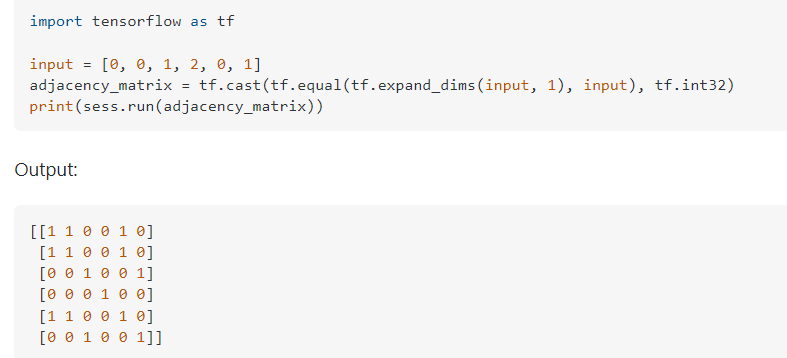 import tensorflow as tf
input = [0, 0, 1, 2, 0, 1]
adjacency_matrix = tf.cast(tf.equal(tf.expand_dims(input, 1), input), tf.int32)
print(sess.run(adjacency_matrix))
Output:
[[1 1 0 0 1 0]
[1 1 0 0 1 0]
[0 0 1 0 0 1]
[0 0 0 1 0 0]
[1 1 0 0 1 0]
[0 0 1 0 0 1]]